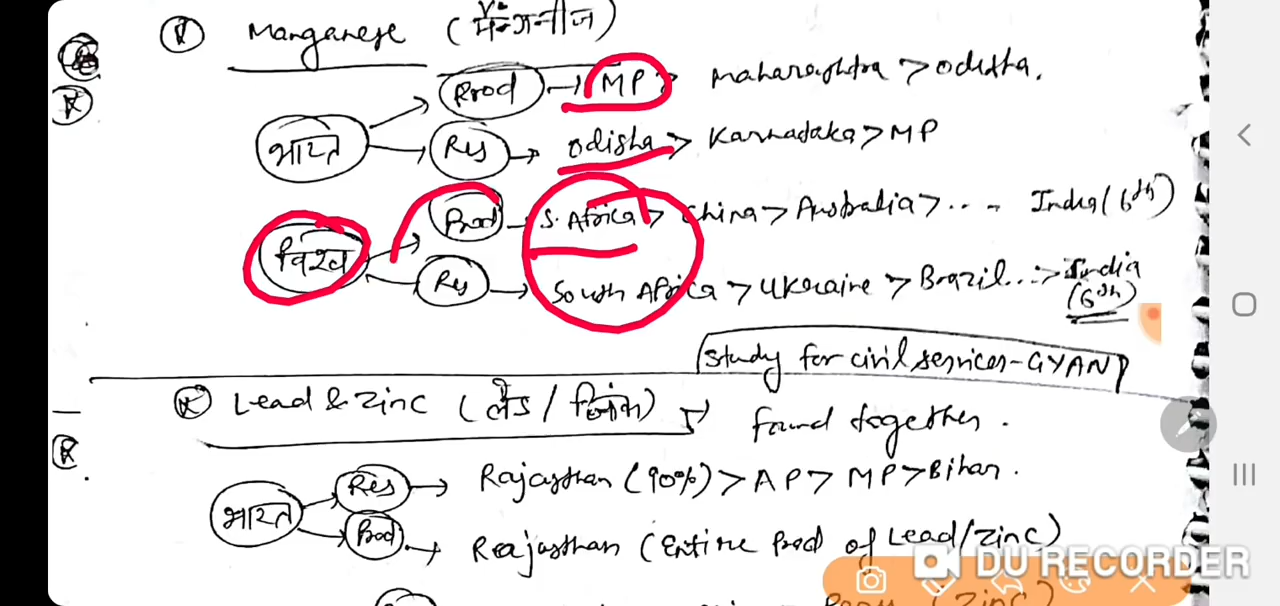 Manganese (मैंगनीज)
Prod → MP > Maharashtra > Odisha.
भारत
Res → Odisha > Karnadaka > MP
Prod - S. Africa > China > Australia > .. - India (6th)
विश्व
Res → South Africa > Ukraine > Brazil ..> India (6th)
Study for civil services - GYAN
Lead & Zinc (लेड / जिंक) → found together.
Res → Rajasthan (90%) > AP > MP > Bihar.
भारत
Prod. → Rajasthan (Entire Prod of Lead/Zinc)
DU RECORDER
(Zinc)